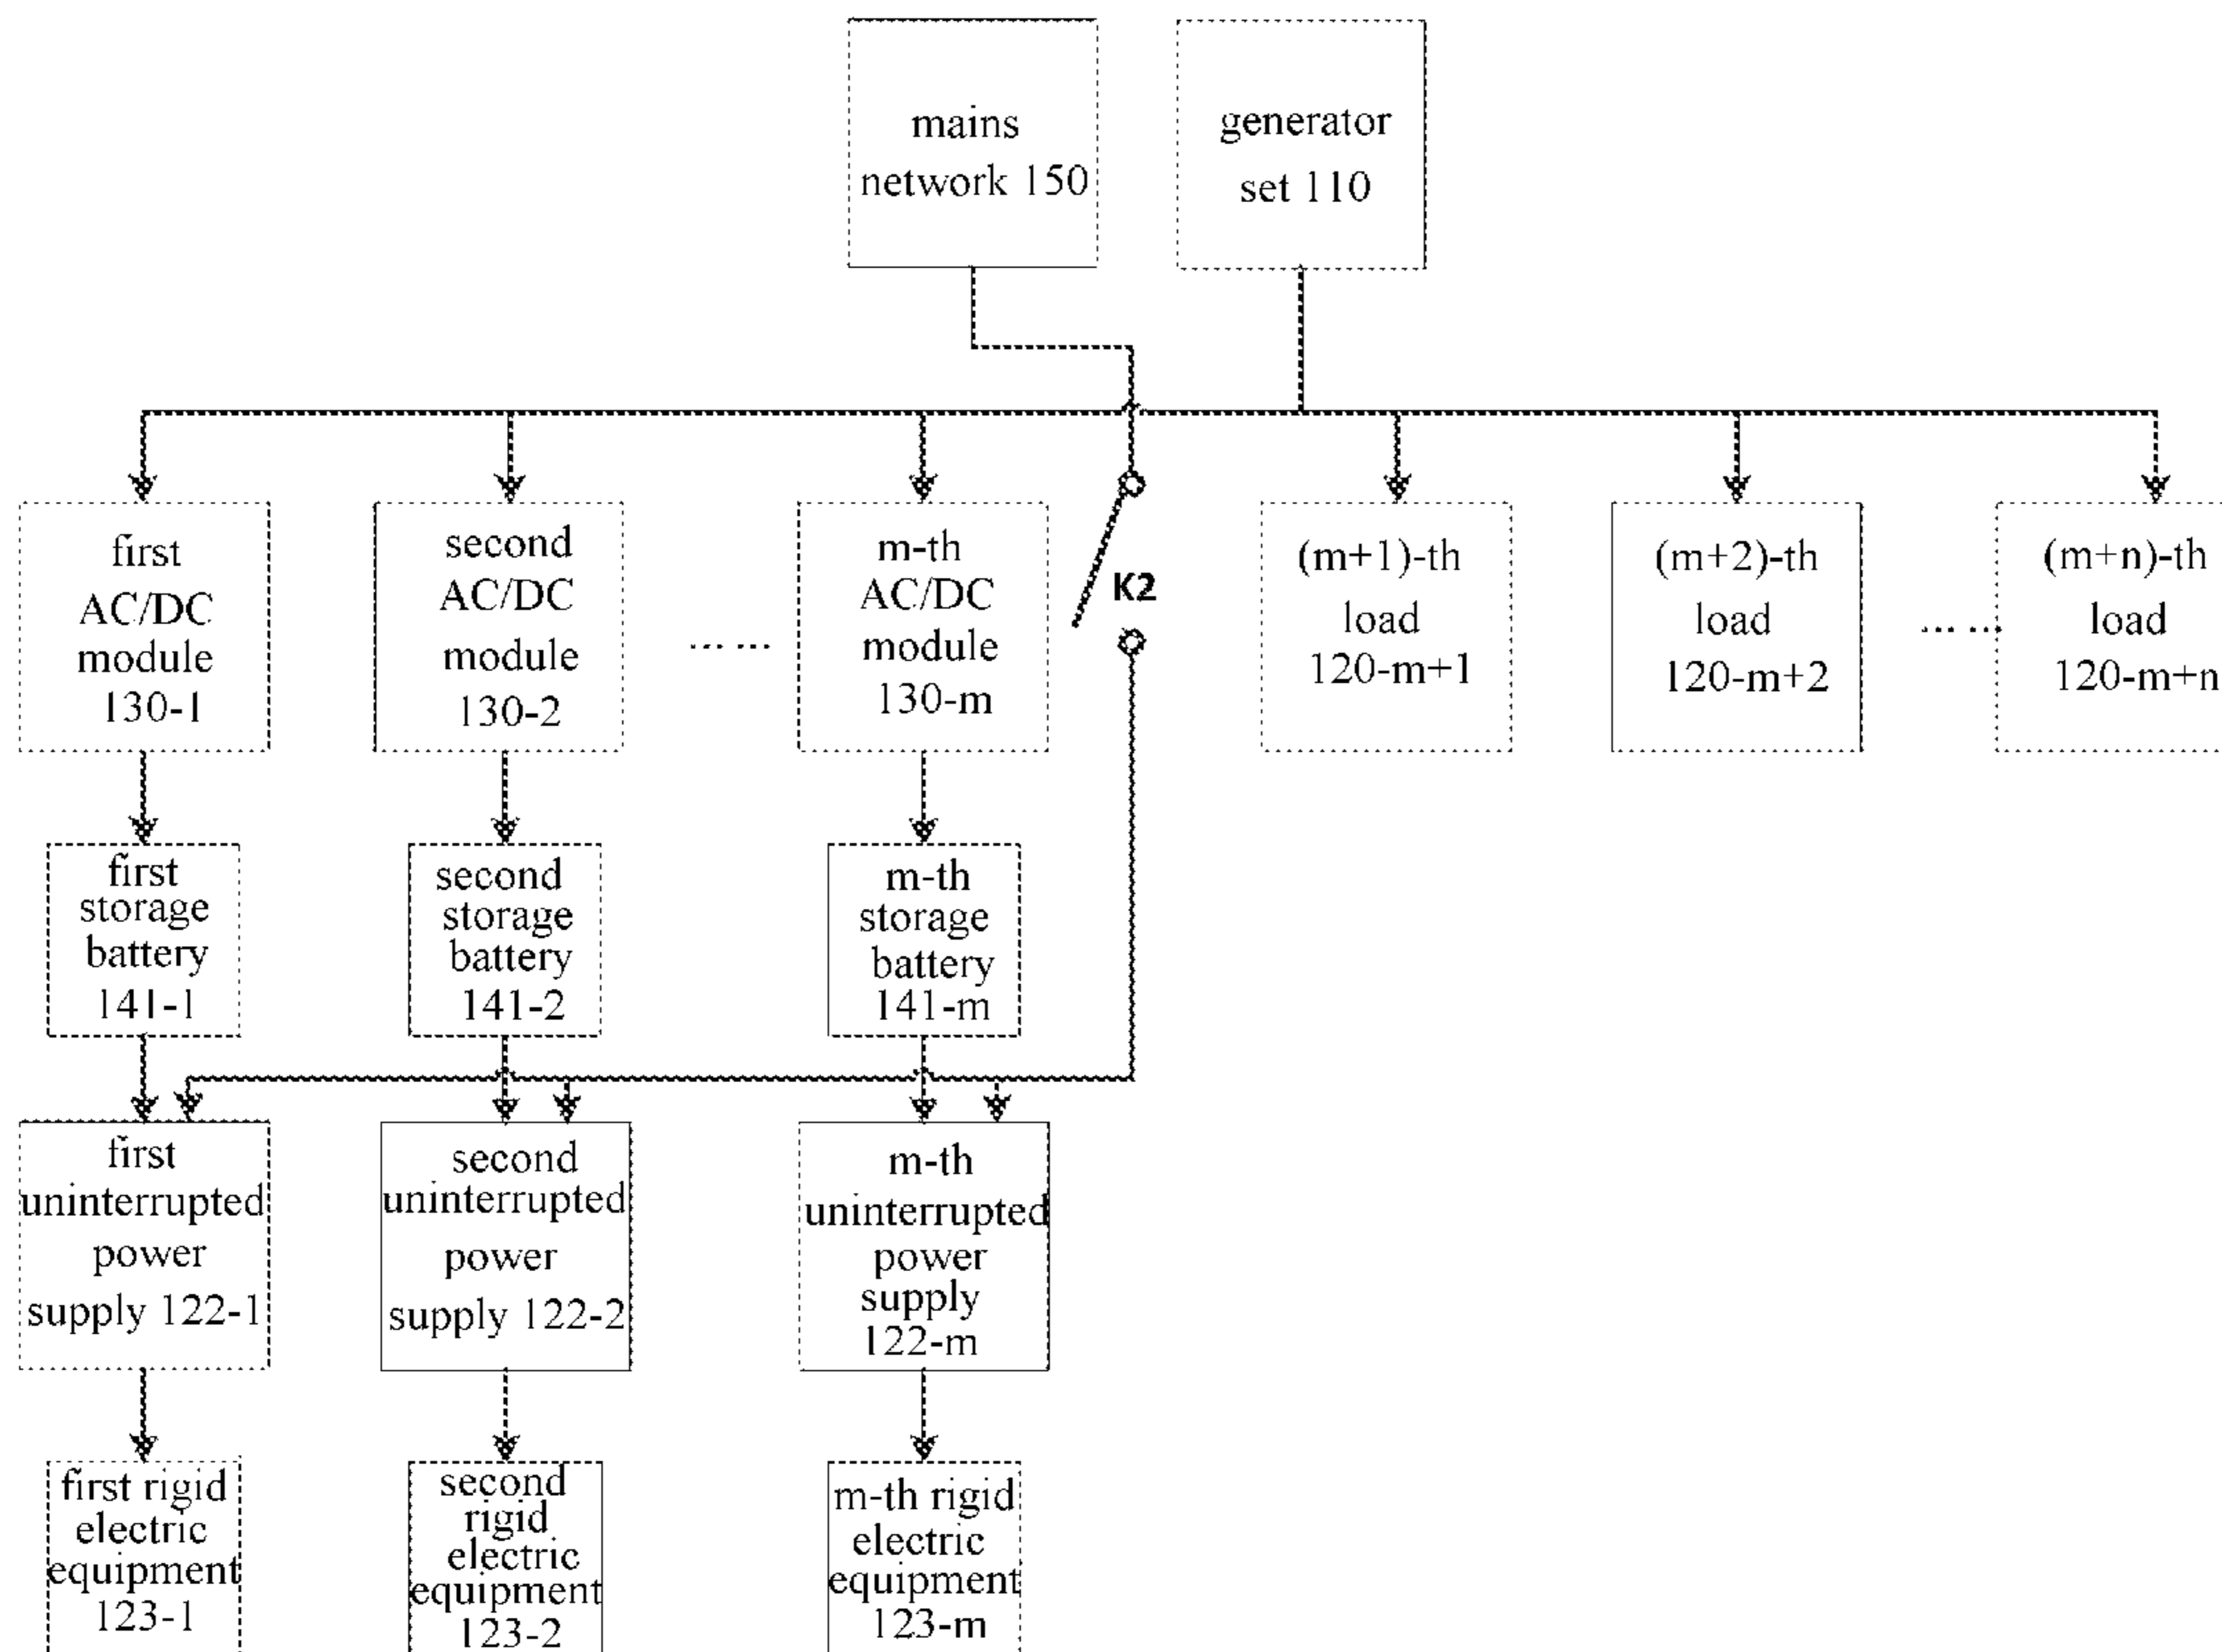 mains
network 150
generator
set 110
first
AC/DC
module
130-1
second
AC/DC
module
130-2
... ...
m-th
AC/DC
module
130-m
K2
(m+1)-th
load
120-m+1
(m+2)-th
load
120-m+2
... ...
(m+n)-th
load
120-m+n
first
storage
battery
141-1
second
storage
battery
141-2
m-th
storage
battery
141-m
first
uninterrupted
power
supply 122-1
second
uninterrupted
power
supply 122-2
m-th
uninterrupted
power
supply
122-m
first rigid
electric
equipment
123-1
second
rigid
electric
equipment
123-2
m-th rigid
electric
equipment
123-m